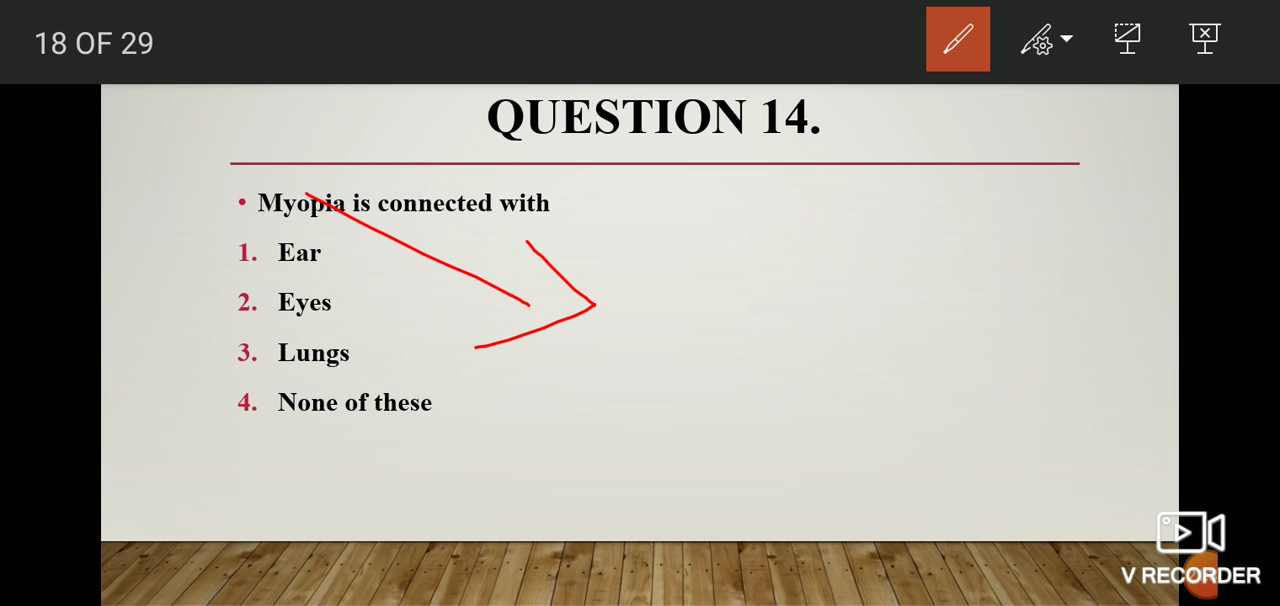 18 OF 29
QUESTION 14.
• Myopia is connected with
1. Ear
2. Eyes
3. Lungs
4. None of these
V RECORDER